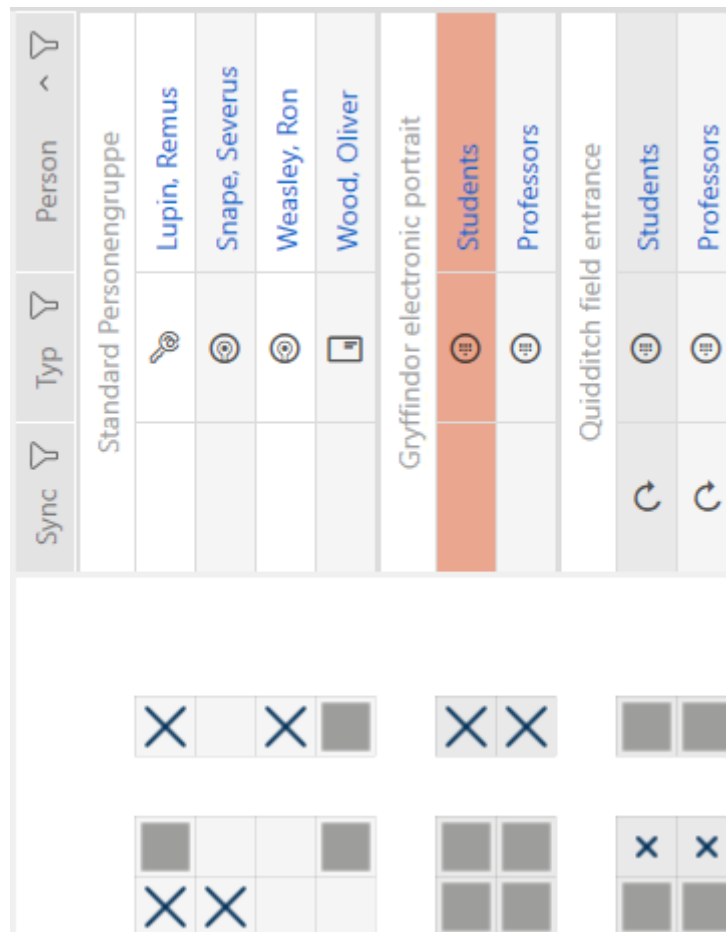 Sync Typ Person
Standard Personengruppe
Lupin, Remus
Snape, Severus
Weasley, Ron
Wood, Oliver
Gryffindor electronic portrait
Students
Professors
Quidditch field entrance
Students
Professors